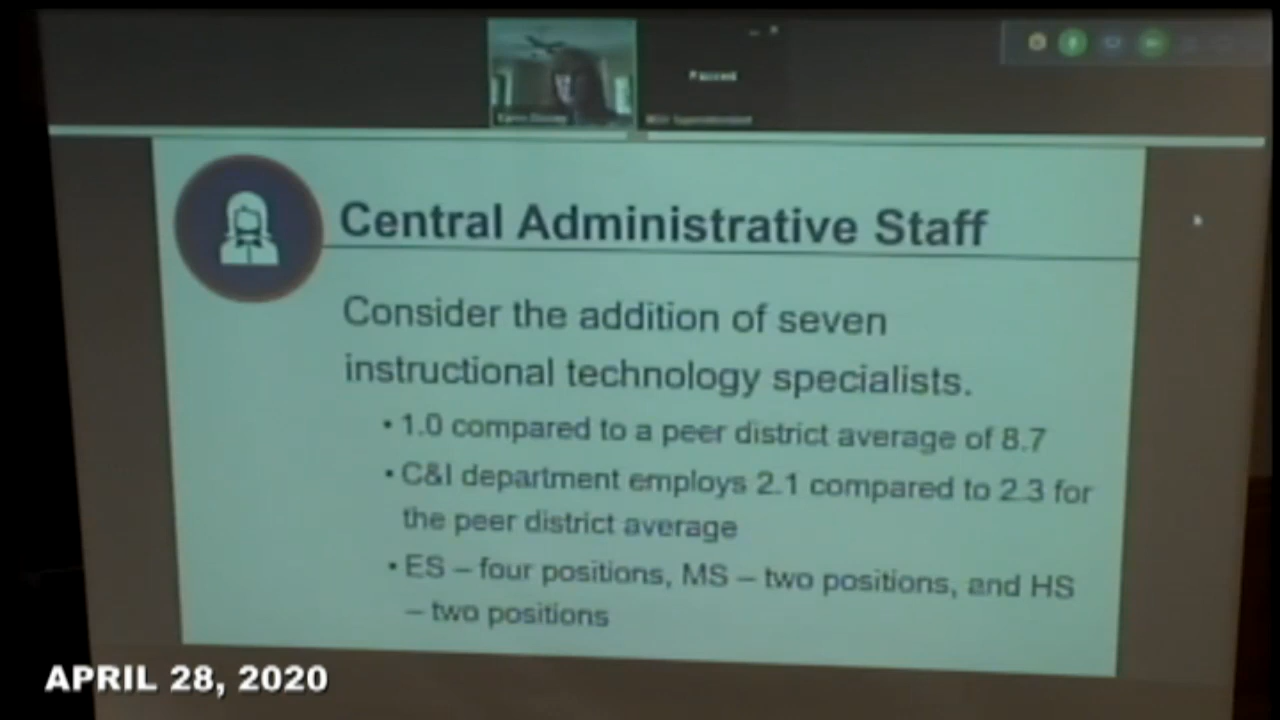 Paused
Central Administrative Staff
Consider the addition of seven
instructional technology specialists.
• 1.0 compared to a peer district average of 8.7
• C&I department employs 2.1 compared to 2.3 for
the peer district average
• ES – four positions, MS – two positions, and HS
– two positions
APRIL 28, 2020